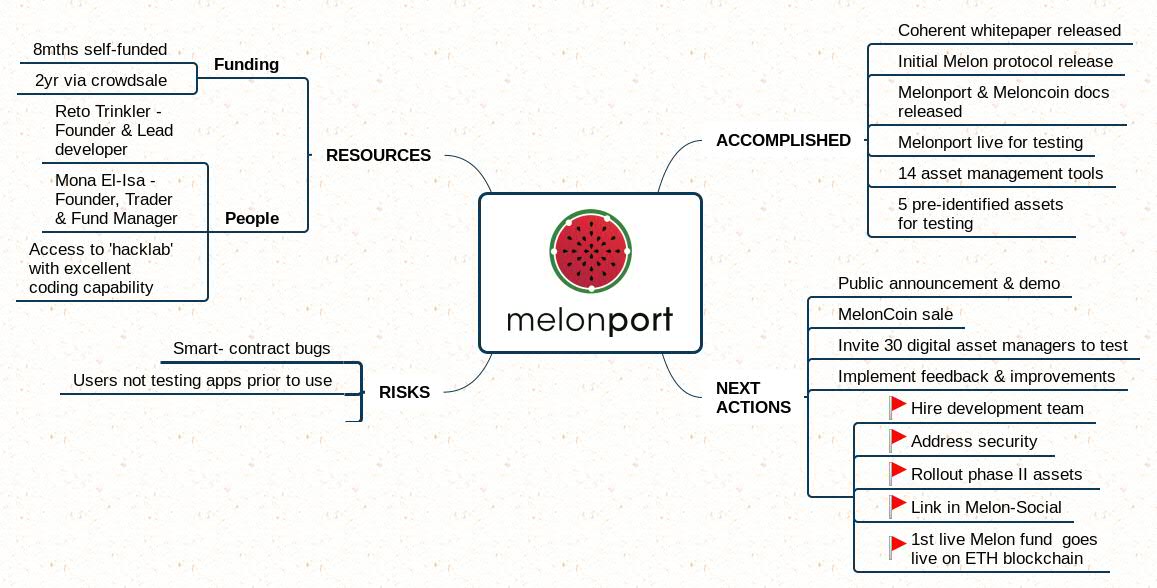 8mths self-funded
2yr via crowdsale
Funding
Reto Trinkler -
Founder & Lead
developer
Mona El-Isa -
Founder, Trader
& Fund Manager
People
Access to 'hacklab'
with excellent
coding capability
RESOURCES
Smart- contract bugs
Users not testing apps prior to use
RISKS
melonport
ACCOMPLISHED
Coherent whitepaper released
Initial Melon protocol release
Melonport & Meloncoin docs
released
Melonport live for testing
14 asset management tools
5 pre-identified assets
for testing
NEXT
ACTIONS
Public announcement & demo
MelonCoin sale
Invite 30 digital asset managers to test
Implement feedback & improvements
Hire development team
Address security
Rollout phase II assets
Link in Melon-Social
1st live Melon fund  goes
live on ETH blockchain